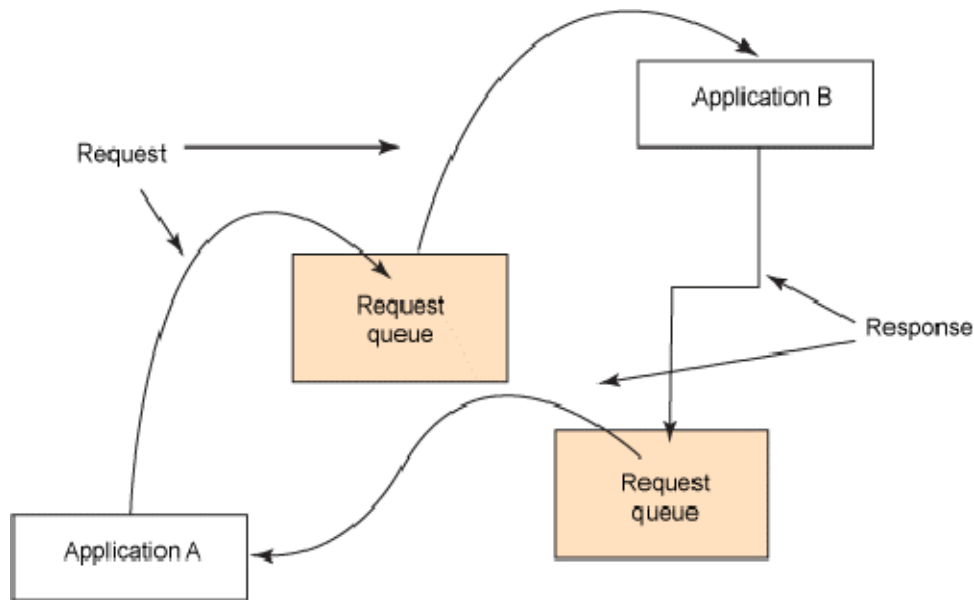 Application B
Request
Request
queue
Response
Request
queue
Application A